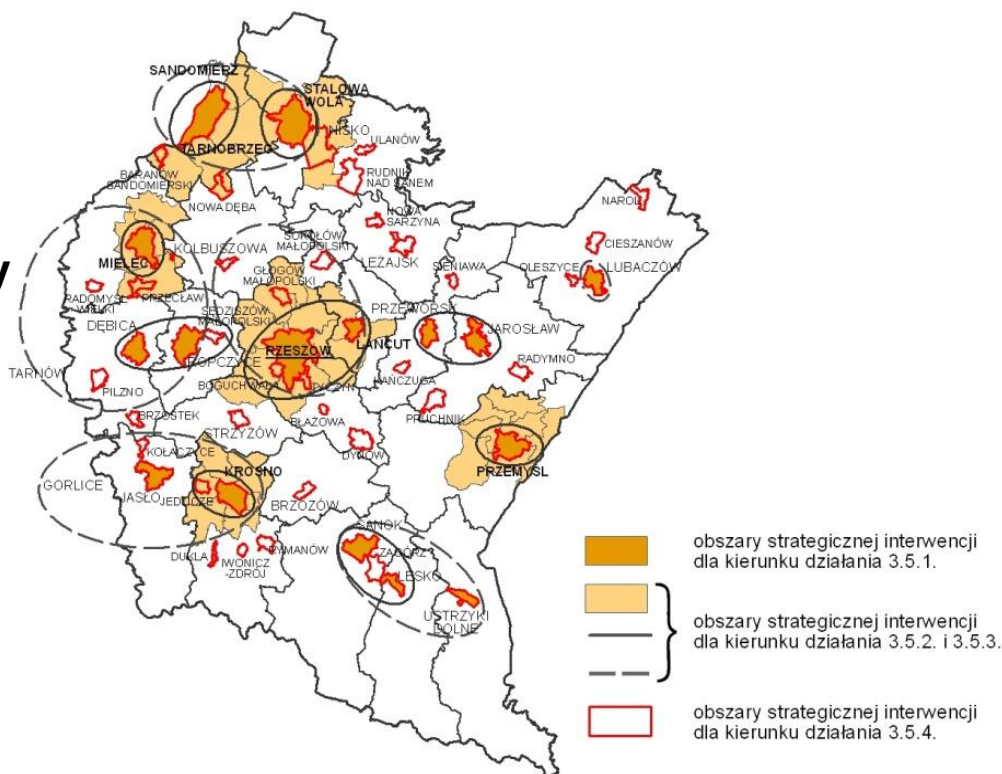 SANDOMIERZ
STALOWA
WOLA
NISKO
ULANÓW
TARNOBRZEG
RUDNIK
NAD SANEM
BARANÓW
SANDOMIERSKI
NOWA DĘBA
NAROL
NOWA
SARZYNA
CIESZANÓW
SOKOŁÓW
MAŁOPOLSKI
LEŻAJSK
KOLBUSZOWA
MIELEC
GŁOGÓW
MAŁOPOLSKI
SIENIAWA
OLESZYCE
LUBACZÓW
RADOMYŚL
WIELKI
PRZECŁAW
SĘDZISZÓW
MAŁOPOLSKI
PRZEWORSK
DĘBICA
JAROSŁAW
ŁAŃCUT
RZESZÓW
ROPCZYCE
RADYMNO
TARNÓW
KAŃCZUGA
PILZNO
BOGUCHWAŁA
TYCZYN
PRUCHNIK
BRZOSTEK
BŁAŻOWA
STRZYŻÓW
DYNÓW
KOŁACZYCE
KROSNO
PRZEMYŚL
GORLICE
JASŁO
JEDLICZE
BRZOZÓW
SANOK
DUKLA
IWONICZ
-ZDRÓJ
RYMANÓW
ZAGÓRZ
LESKO
USTRZYKI
DOLNE
obszary strategicznej interwencji
dla kierunku działania 3.5.1.
obszary strategicznej interwencji
dla kierunku działania 3.5.2. i 3.5.3.
obszary strategicznej interwencji
dla kierunku działania 3.5.4.